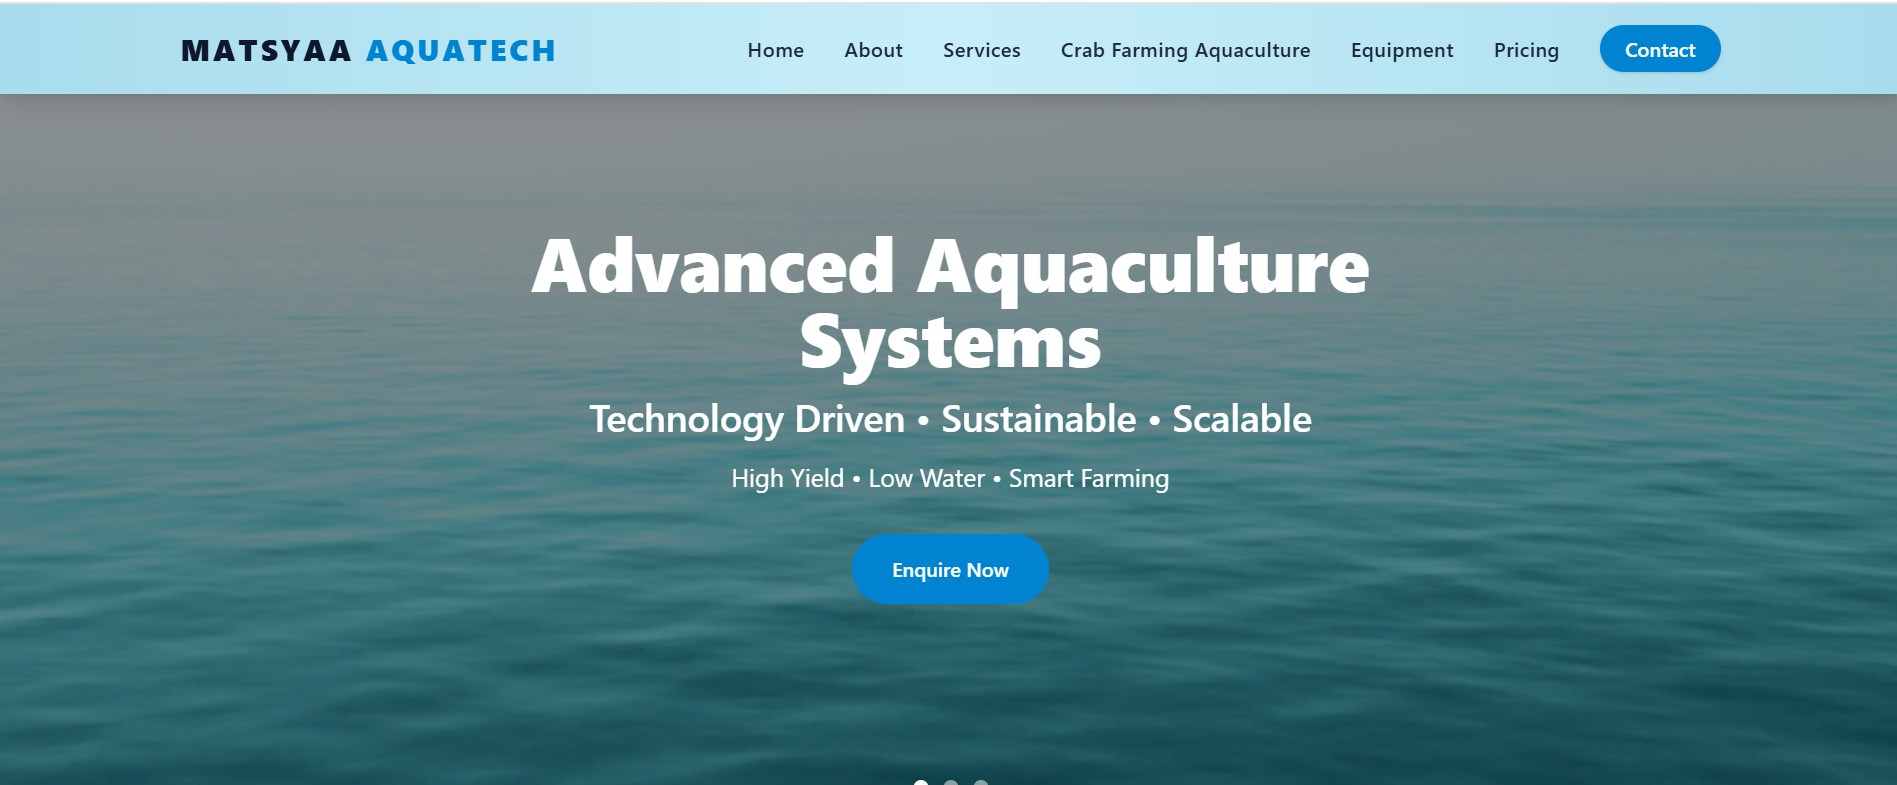 MATSYAA AQUATECH
Home About Services Crab Farming Aquaculture Equipment Pricing Contact
Advanced Aquaculture
Systems
Technology Driven • Sustainable • Scalable
High Yield • Low Water • Smart Farming
Enquire Now